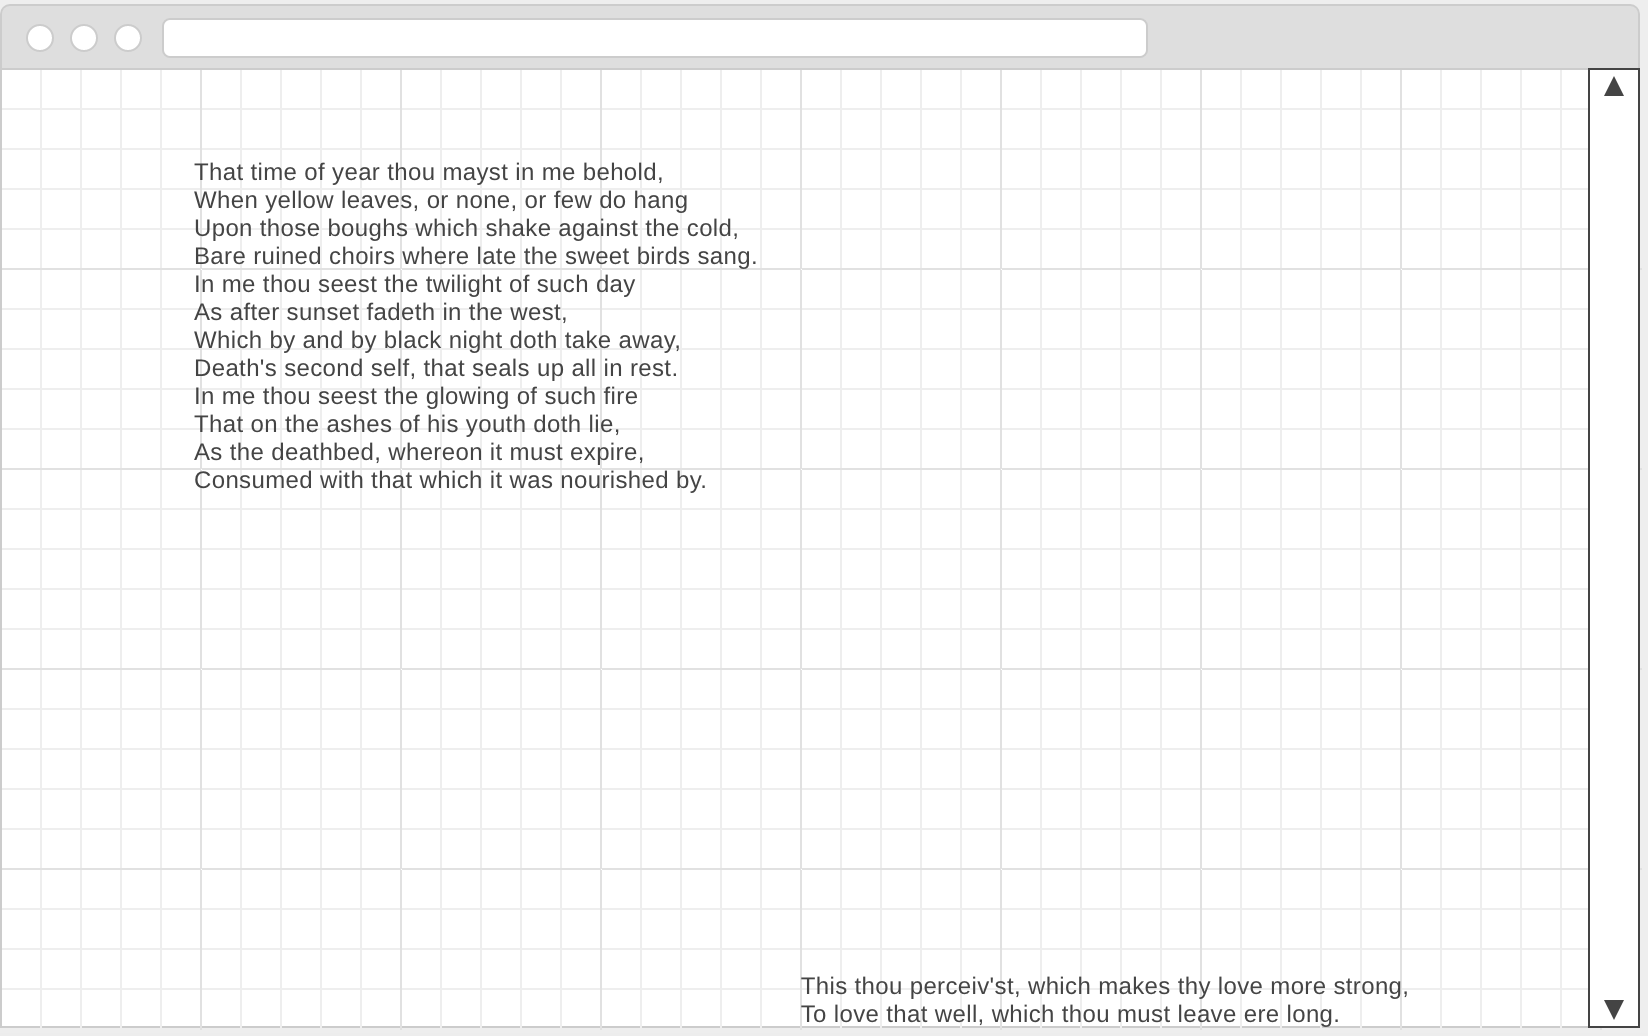 That time of year thou mayst in me behold,
When yellow leaves, or none, or few do hang
Upon those boughs which shake against the cold,
Bare ruined choirs where late the sweet birds sang.
In me thou seest the twilight of such day
As after sunset fadeth in the west,
Which by and by black night doth take away,
Death's second self, that seals up all in rest.
In me thou seest the glowing of such fire
That on the ashes of his youth doth lie,
As the deathbed, whereon it must expire,
Consumed with that which it was nourished by.
This thou perceiv'st, which makes thy love more strong,
To love that well, which thou must leave ere long.